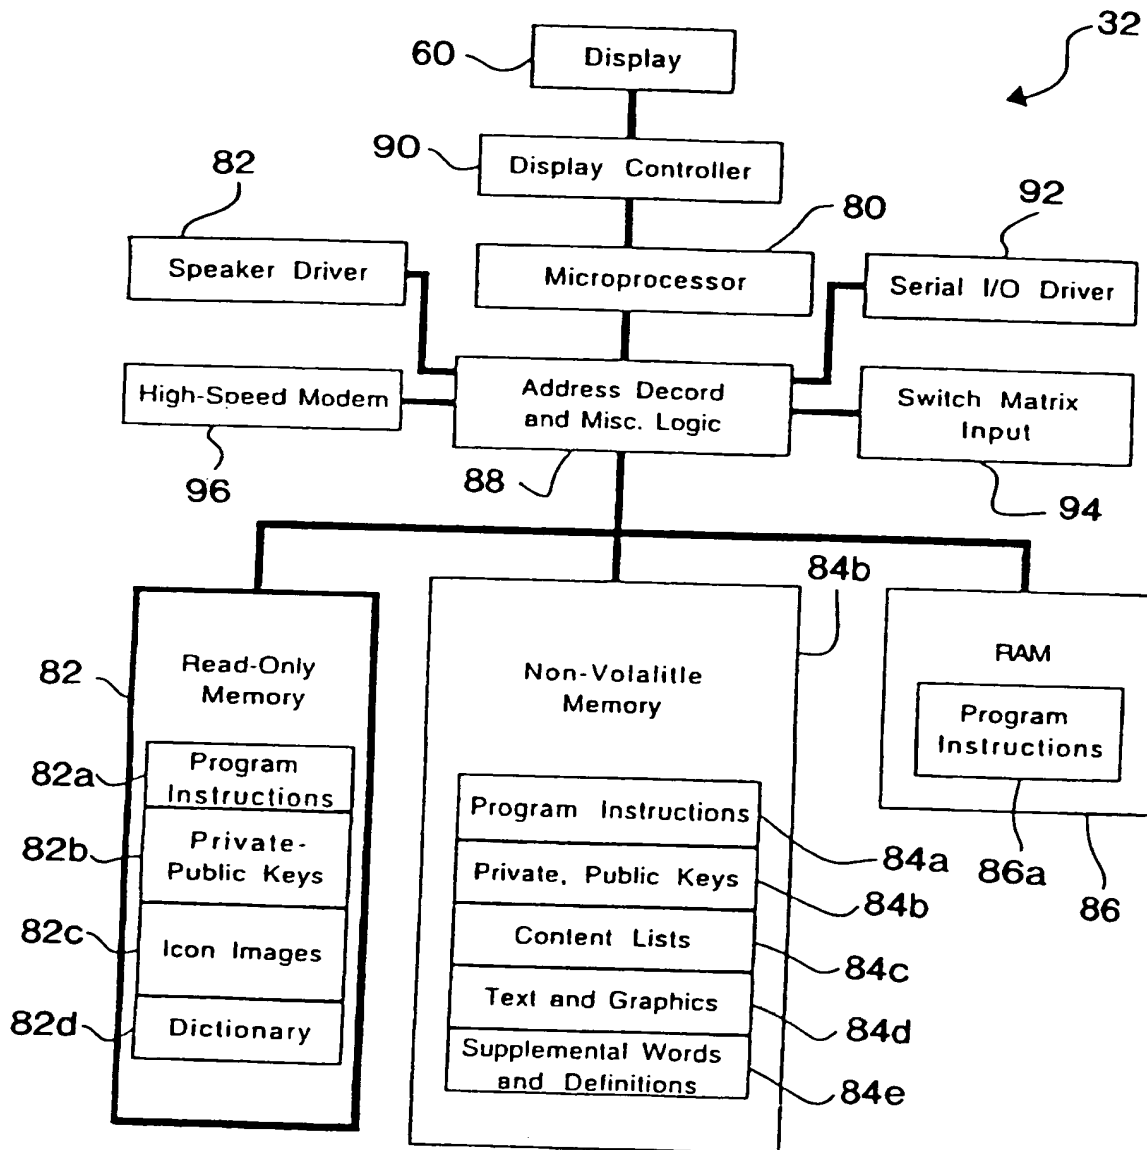 32
60
Display
90
Display Controller
82
80
92
Speaker Driver
Microprocessor
Serial I/O Driver
High-Speed Modem
Address Decord
and Misc. Logic
Switch Matrix
Input
96
88
94
84b
82
Read-Only
Memory
Non-Volalitle
Memory
RAM
Program
Instructions
82a
Program
Instructions
82b
Private-
Public Keys
82c
Icon Images
82d
Dictionary
Program Instructions
84a
Private, Public Keys
84b
Content Lists
84c
Text and Graphics
84d
Supplemental Words
and Definitions
84e
86a
86